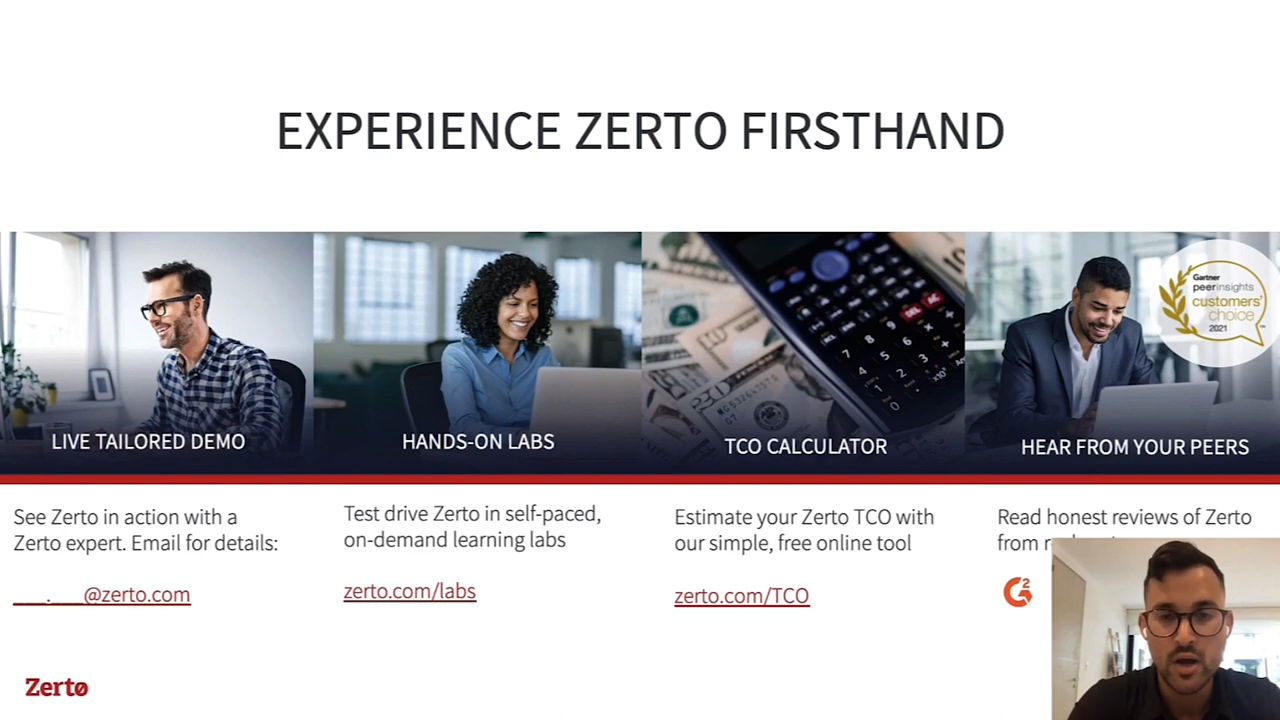 EXPERIENCE ZERTO FIRSTHAND
Gartner
peerinsights
customers'
choice
2021
LIVE TAILORED DEMO
HANDS-ON LABS
TCO CALCULATOR
HEAR FROM YOUR PEERS
See Zerto in action with a
Zerto expert. Email for details:
___.___@zerto.com
Test drive Zerto in self-paced,
on-demand learning labs
zerto.com/labs
Estimate your Zerto TCO with
our simple, free online tool
zerto.com/TCO
Read honest reviews of Zerto
from
G2
Zerto